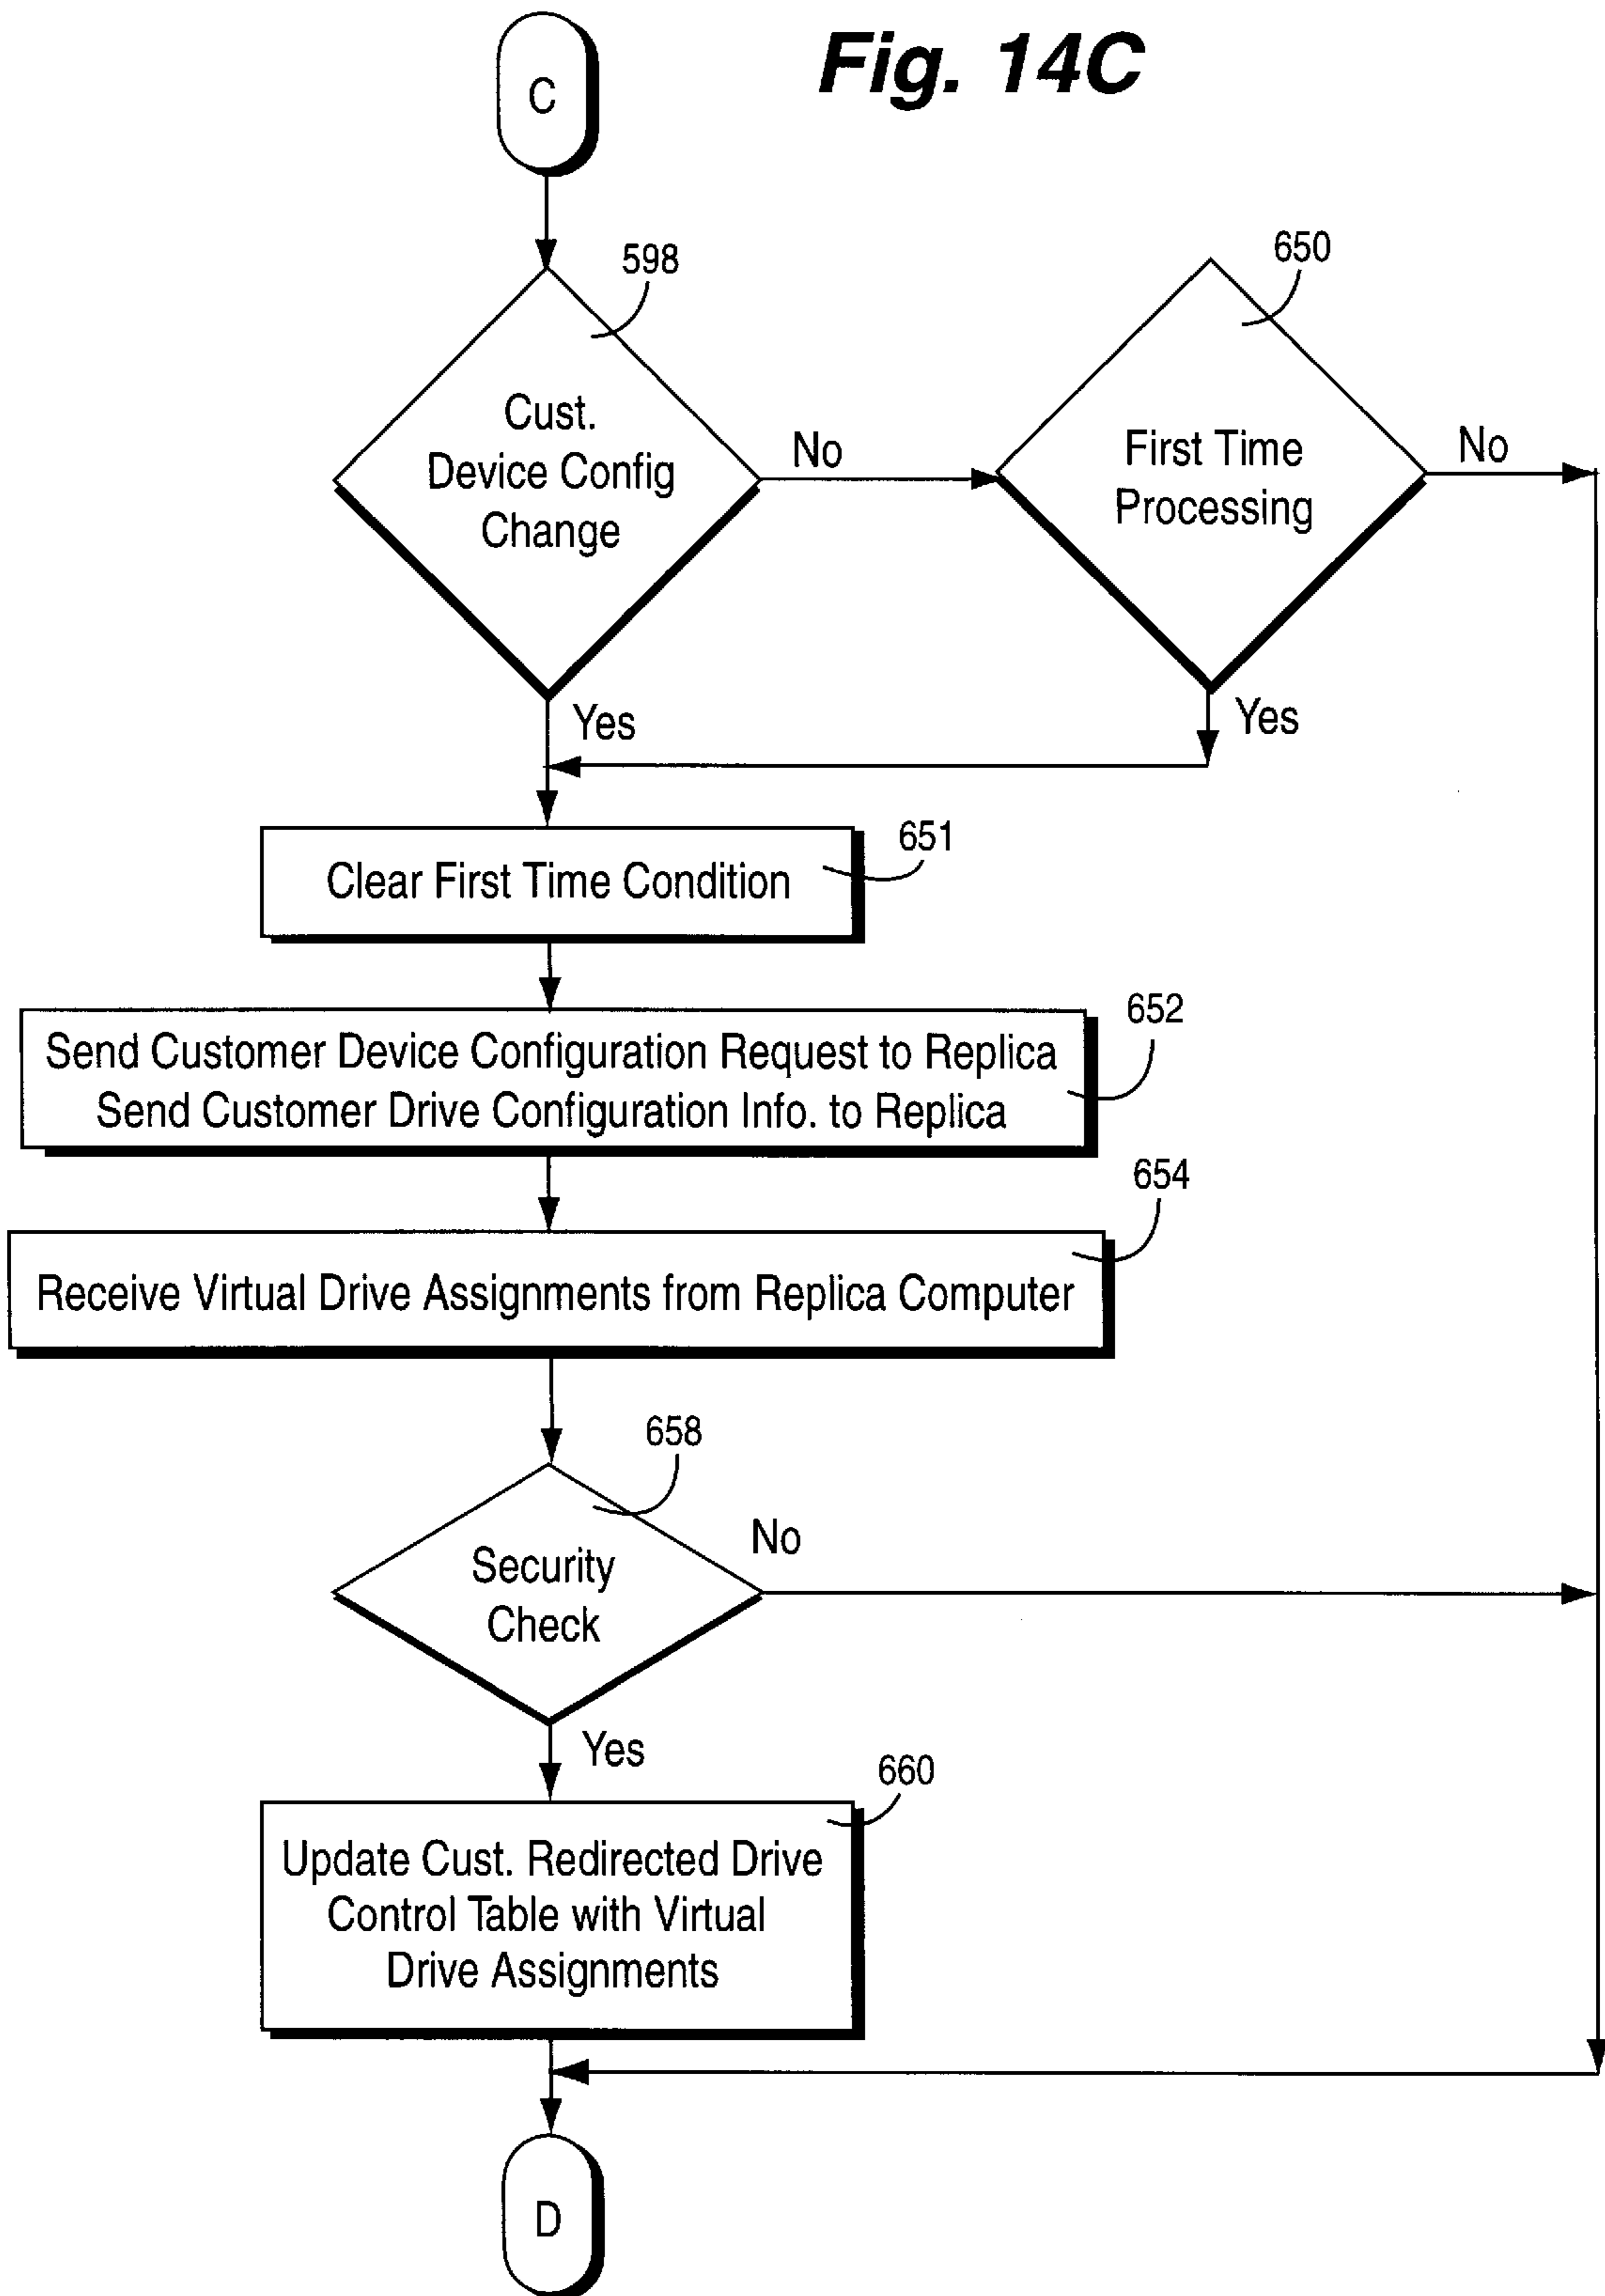 Fig. 14C
C
598
650
Cust.
Device Config
Change
No
First Time
Processing
No
Yes
Yes
651
Clear First Time Condition
652
Send Customer Device Configuration Request to Replica
Send Customer Drive Configuration Info. to Replica
654
Receive Virtual Drive Assignments from Replica Computer
658
Security
Check
No
Yes
660
Update Cust. Redirected Drive
Control Table with Virtual
Drive Assignments
D